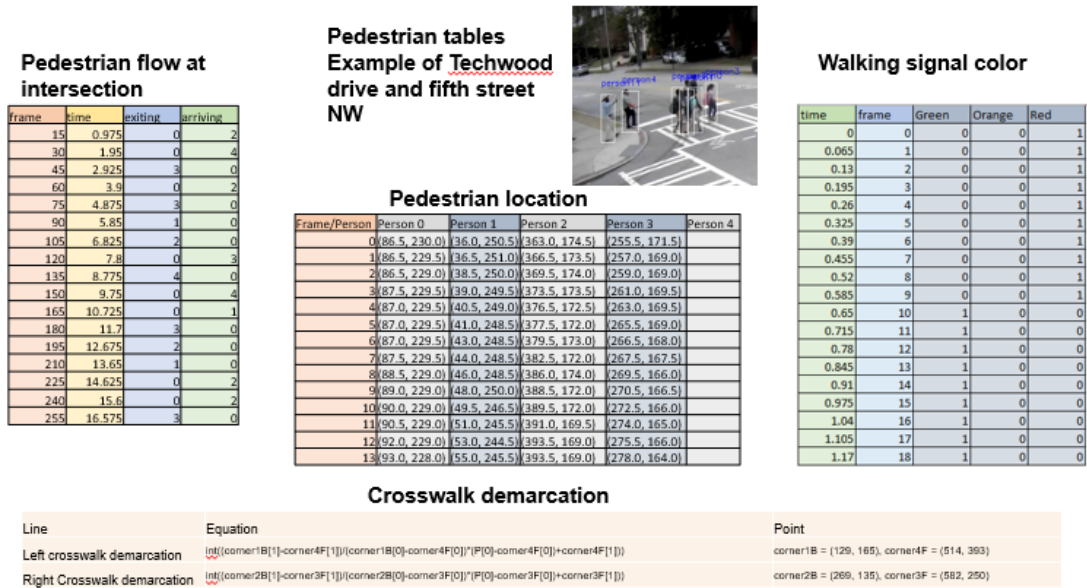 Pedestrian flow at
intersection
frame time exiting arriving
15 0.975 0 2
30 1.95 0 4
45 2.925 3 0
60 3.9 0 2
75 4.875 3 0
90 5.85 1 0
105 6.825 2 0
120 7.8 0 3
135 8.775 4 0
150 9.75 0 4
165 10.725 0 1
180 11.7 3 0
195 12.675 2 0
210 13.65 1 0
225 14.625 0 2
240 15.6 0 2
255 16.575 3 0
Pedestrian tables
Example of Techwood
drive and fifth street
NW
Pedestrian location
Frame/Person Person 0 Person 1 Person 2 Person 3 Person 4
0 (86.5, 230.0) (36.0, 250.5) (363.0, 174.5) (255.5, 171.5)
1 (86.5, 229.5) (36.5, 251.0) (366.5, 173.5) (257.0, 169.0)
2 (86.5, 229.0) (38.5, 250.0) (369.5, 174.0) (259.0, 169.0)
3 (87.5, 229.5) (39.0, 249.5) (373.5, 173.5) (261.0, 169.5)
4 (87.0, 229.5) (40.5, 249.0) (376.5, 172.5) (263.0, 169.5)
5 (87.0, 229.5) (41.0, 248.5) (377.5, 172.0) (265.5, 169.0)
6 (87.0, 229.5) (43.0, 248.5) (379.5, 173.0) (266.5, 168.0)
7 (87.5, 229.5) (44.0, 248.5) (382.5, 172.0) (267.5, 167.5)
8 (88.5, 229.0) (46.0, 248.5) (386.0, 174.0) (269.5, 166.0)
9 (89.0, 229.0) (48.0, 250.0) (388.5, 172.0) (270.5, 166.5)
10 (90.0, 229.0) (49.5, 246.5) (389.5, 172.0) (272.5, 166.0)
11 (90.5, 229.0) (51.0, 245.5) (391.0, 169.5) (274.0, 165.0)
12 (92.0, 229.0) (53.0, 244.5) (393.5, 169.0) (275.5, 166.0)
13 (93.0, 228.0) (55.0, 245.5) (393.5, 169.0) (278.0, 164.0)
Walking signal color
time frame Green Orange Red
0 0 0 0 1
0.065 1 0 0 1
0.13 2 0 0 1
0.195 3 0 0 1
0.26 4 0 0 1
0.325 5 0 0 1
0.39 6 0 0 1
0.455 7 0 0 1
0.52 8 0 0 1
0.585 9 0 0 1
0.65 10 1 0 0
0.715 11 1 0 0
0.78 12 1 0 0
0.845 13 1 0 0
0.91 14 1 0 0
0.975 15 1 0 0
1.04 16 1 0 0
1.105 17 1 0 0
1.17 18 1 0 0
Crosswalk demarcation
Line Equation Point
Left crosswalk demarcation int((corner1B[1]-corner4F[1])/(corner1B[0]-corner4F[0])*(P[0]-corner4F[0])+corner4F[1])) corner1B = (129, 165), corner4F = (514, 393)
Right Crosswalk demarcation int((corner2B[1]-corner3F[1])/(corner2B[0]-corner3F[0])*(P[0]-corner3F[0])+corner3F[1])) corner2B = (269, 135), corner3F = (582, 250)